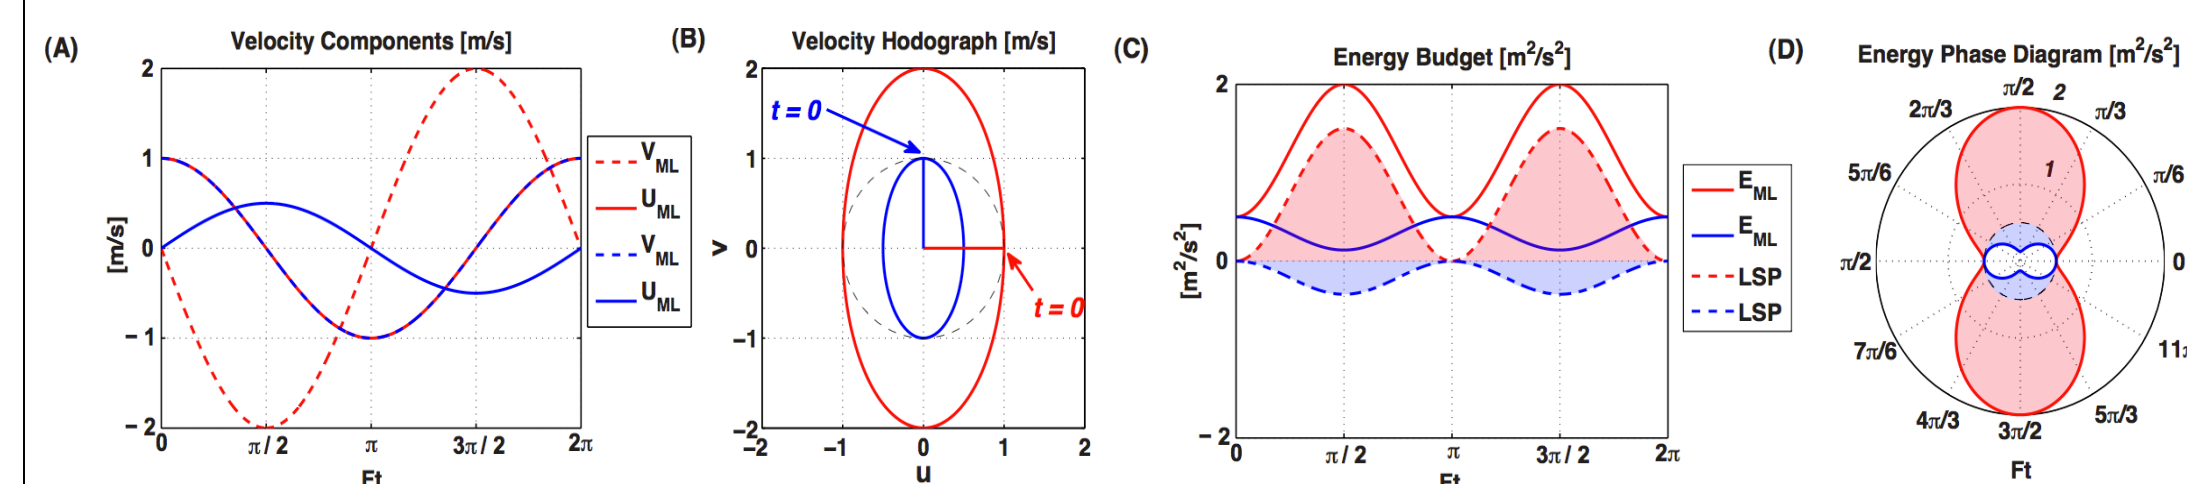 (A)
Velocity Components [m/s]
2
1
0
− 1
− 2
[m/s]
0
π / 2
π
3π / 2
2π
Ft
V_ML
U_ML
V_ML
U_ML
(B)
Velocity Hodograph [m/s]
2
1
0
−1
−2
v
t = 0
t = 0
−2
−1
0
1
2
u
(C)
Energy Budget [m²/s²]
2
0
− 2
[m²/s²]
0
π / 2
π
3π / 2
2π
Ft
E_ML
E_ML
LSP
LSP
(D)
Energy Phase Diagram [m²/s²]
π/2
2
2π/3
π/3
1
5π/6
π/6
π/2
0
7π/6
11π
4π/3
5π/3
3π/2
Ft